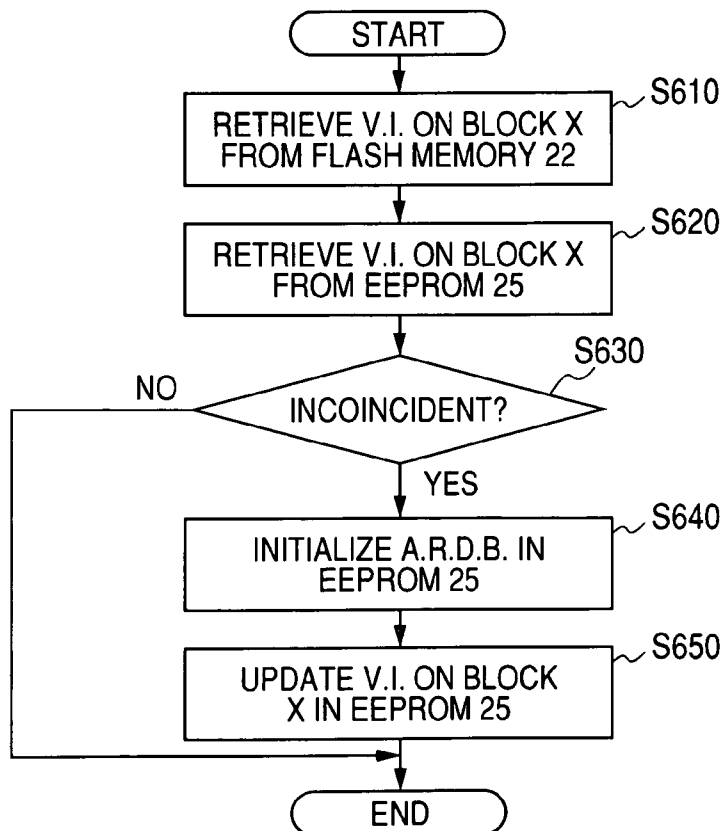 START
S610
RETRIEVE V.I. ON BLOCK X
FROM FLASH MEMORY 22
S620
RETRIEVE V.I. ON BLOCK X
FROM EEPROM 25
S630
NO
INCOINCIDENT?
YES
S640
INITIALIZE A.R.D.B. IN
EEPROM 25
S650
UPDATE V.I. ON BLOCK
X IN EEPROM 25
END